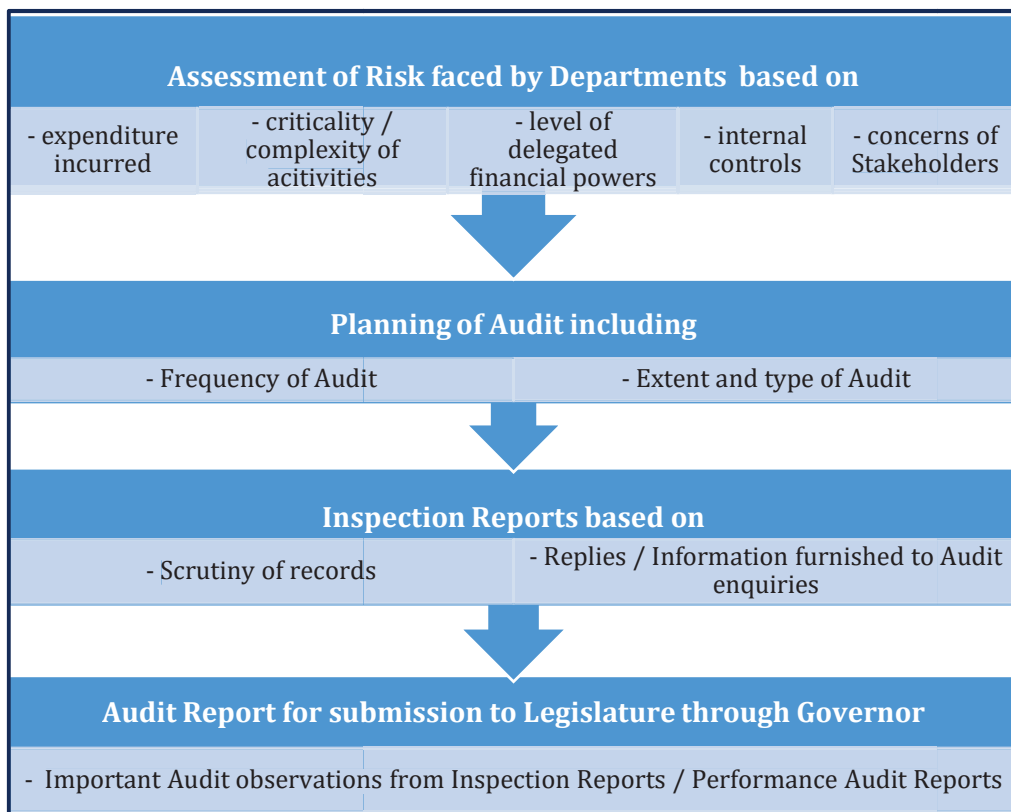 Assessment of Risk faced by Departments based on
- expenditure
incurred
- criticality /
complexity of
acitivities
- level of
delegated
financial powers
- internal
controls
- concerns of
Stakeholders
Planning of Audit including
- Frequency of Audit
- Extent and type of Audit
Inspection Reports based on
- Scrutiny of records
- Replies / Information furnished to Audit
enquiries
Audit Report for submission to Legislature through Governor
- Important Audit observations from Inspection Reports / Performance Audit Reports